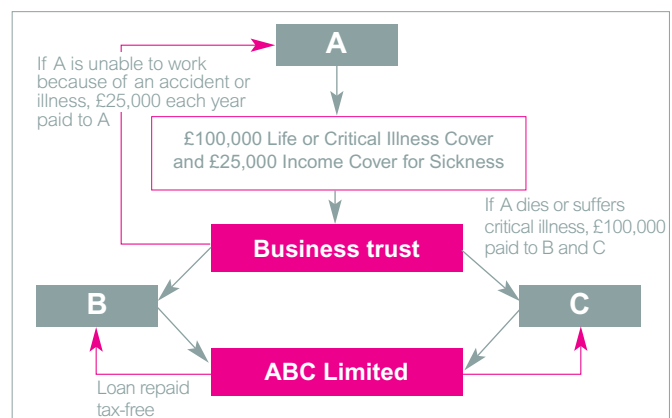 A
If A is unable to work
because of an accident or
illness, £25,000 each year
paid to A
£100,000 Life or Critical Illness Cover
and £25,000 Income Cover for Sickness
If A dies or suffers
critical illness, £100,000
paid to B and C
Business trust
B
C
ABC Limited
Loan repaid
tax-free